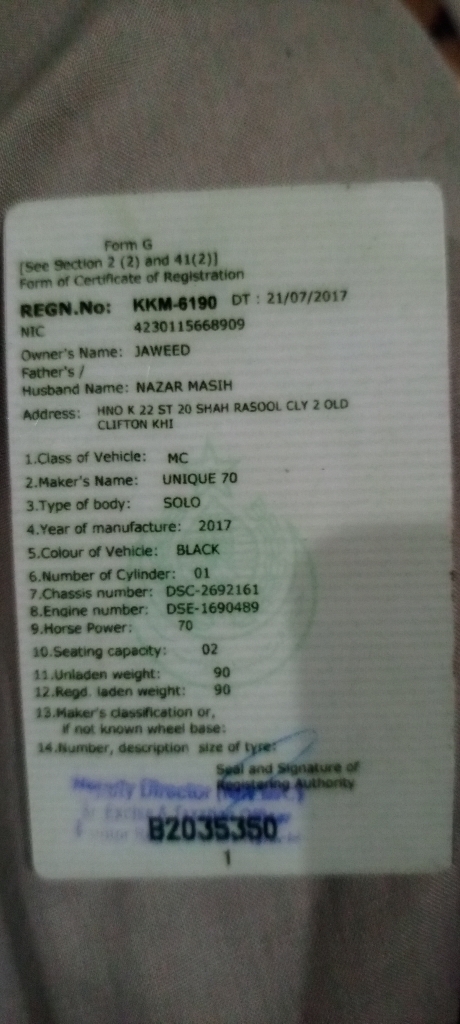 Form G
[See Section 2 (2) and 41(2)]
Form of Certificate of Registration
REGN.No: KKM-6190 DT : 21/07/2017
NIC 4230115668909
Owner's Name: JAWEED
Father's /
Husband Name: NAZAR MASIH
Address: HNO K 22 ST 20 SHAH RASOOL CLY 2 OLD
CLIFTON KHI
1.Class of Vehicle: MC
2.Maker's Name: UNIQUE 70
3.Type of body: SOLO
4.Year of manufacture: 2017
5.Colour of Vehicle: BLACK
6.Number of Cylinder: 01
7.Chassis number: DSC-2692161
8.Engine number: DSE-1690489
9.Horse Power: 70
10.Seating capacity: 02
11.Unladen weight: 90
12.Regd. laden weight: 90
13.Maker's classification or,
if not known wheel base:
14.Number, description size of tyre:
Seal and Signature of
Registering Authority
Director
B2035350
1